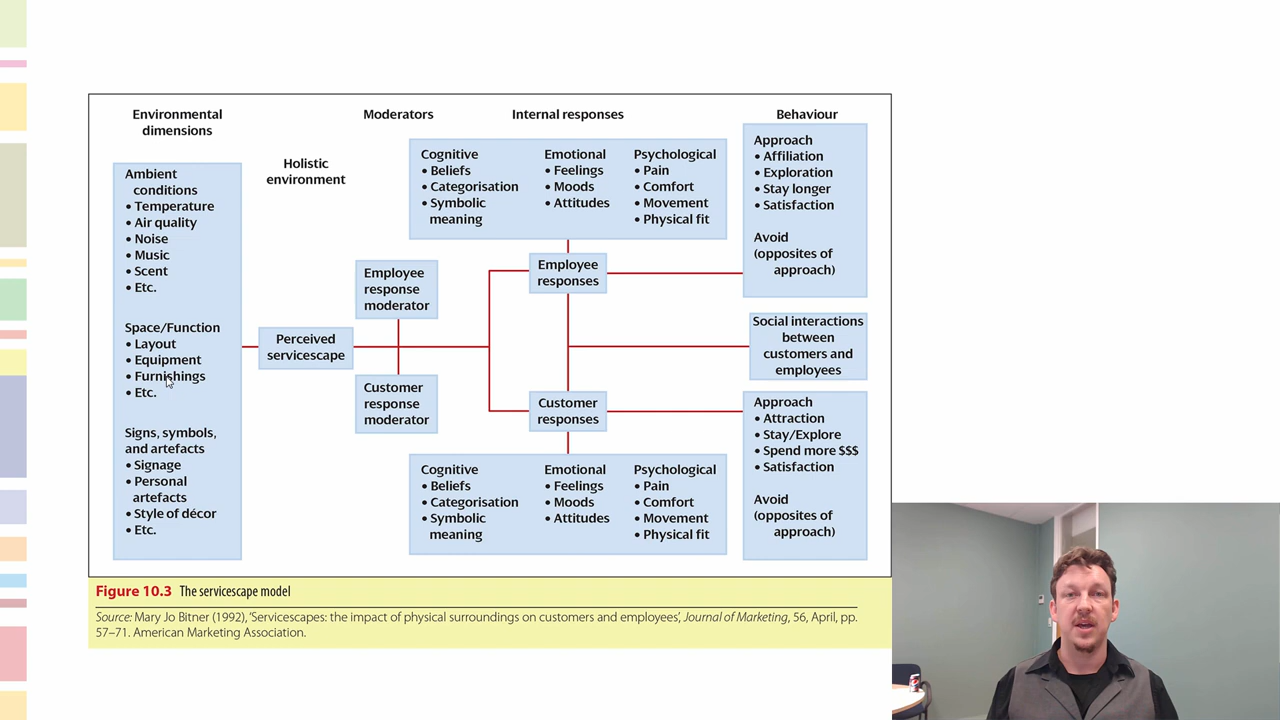 Environmental
dimensions
Moderators
Internal responses
Behaviour
Holistic
environment
Ambient
conditions
• Temperature
• Air quality
• Noise
• Music
• Scent
• Etc.
Space/Function
• Layout
• Equipment
• Furnishings
• Etc.
Signs, symbols,
and artefacts
• Signage
• Personal
artefacts
• Style of décor
• Etc.
Perceived
servicescape
Employee
response
moderator
Customer
response
moderator
Cognitive
• Beliefs
• Categorisation
• Symbolic
meaning
Emotional
• Feelings
• Moods
• Attitudes
Psychological
• Pain
• Comfort
• Movement
• Physical fit
Employee
responses
Customer
responses
Cognitive
• Beliefs
• Categorisation
• Symbolic
meaning
Emotional
• Feelings
• Moods
• Attitudes
Psychological
• Pain
• Comfort
• Movement
• Physical fit
Approach
• Affiliation
• Exploration
• Stay longer
• Satisfaction
Avoid
(opposites of
approach)
Social interactions
between
customers and
employees
Approach
• Attraction
• Stay/Explore
• Spend more $$$
• Satisfaction
Avoid
(opposites of
approach)
Figure 10.3 The servicescape model
Source: Mary Jo Bitner (1992), ‘Servicescapes: the impact of physical surroundings on customers and employees’, Journal of Marketing, 56, April, pp.
57–71. American Marketing Association.